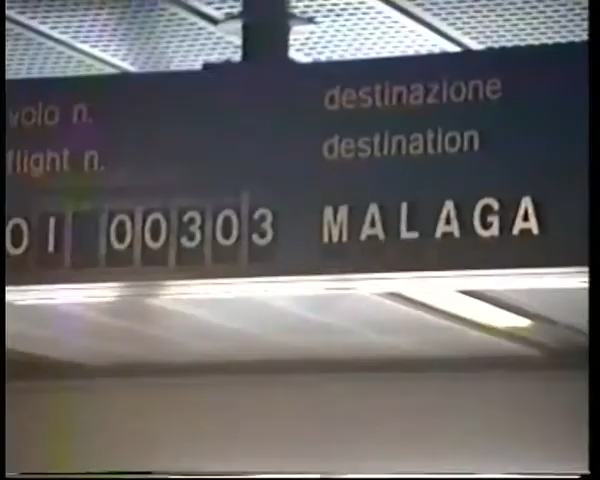 volo n. destinazione
flight n. destination
01 00303 MALAGA